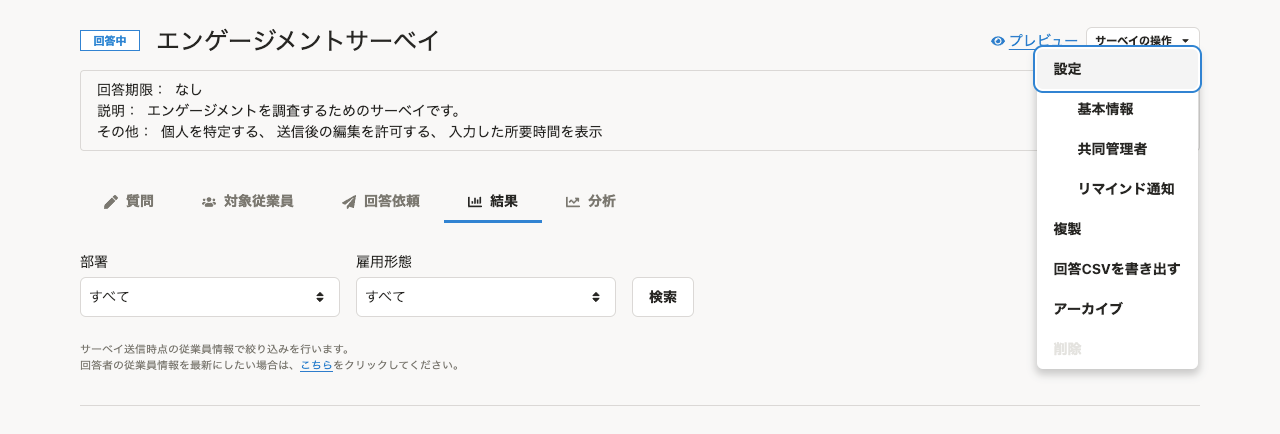 回答中 エンゲージメントサーベイ プレビュー サーベイの操作
回答期限： なし
説明： エンゲージメントを調査するためのサーベイです。
その他： 個人を特定する、 送信後の編集を許可する、 入力した所要時間を表示
設定
基本情報
共同管理者
リマインド通知
複製
回答CSVを書き出す
アーカイブ
削除
質問 対象従業員 回答依頼 結果 分析
部署 雇用形態
すべて すべて 検索
サーベイ送信時点の従業員情報で絞り込みを行います。
回答者の従業員情報を最新にしたい場合は、こちらをクリックしてください。